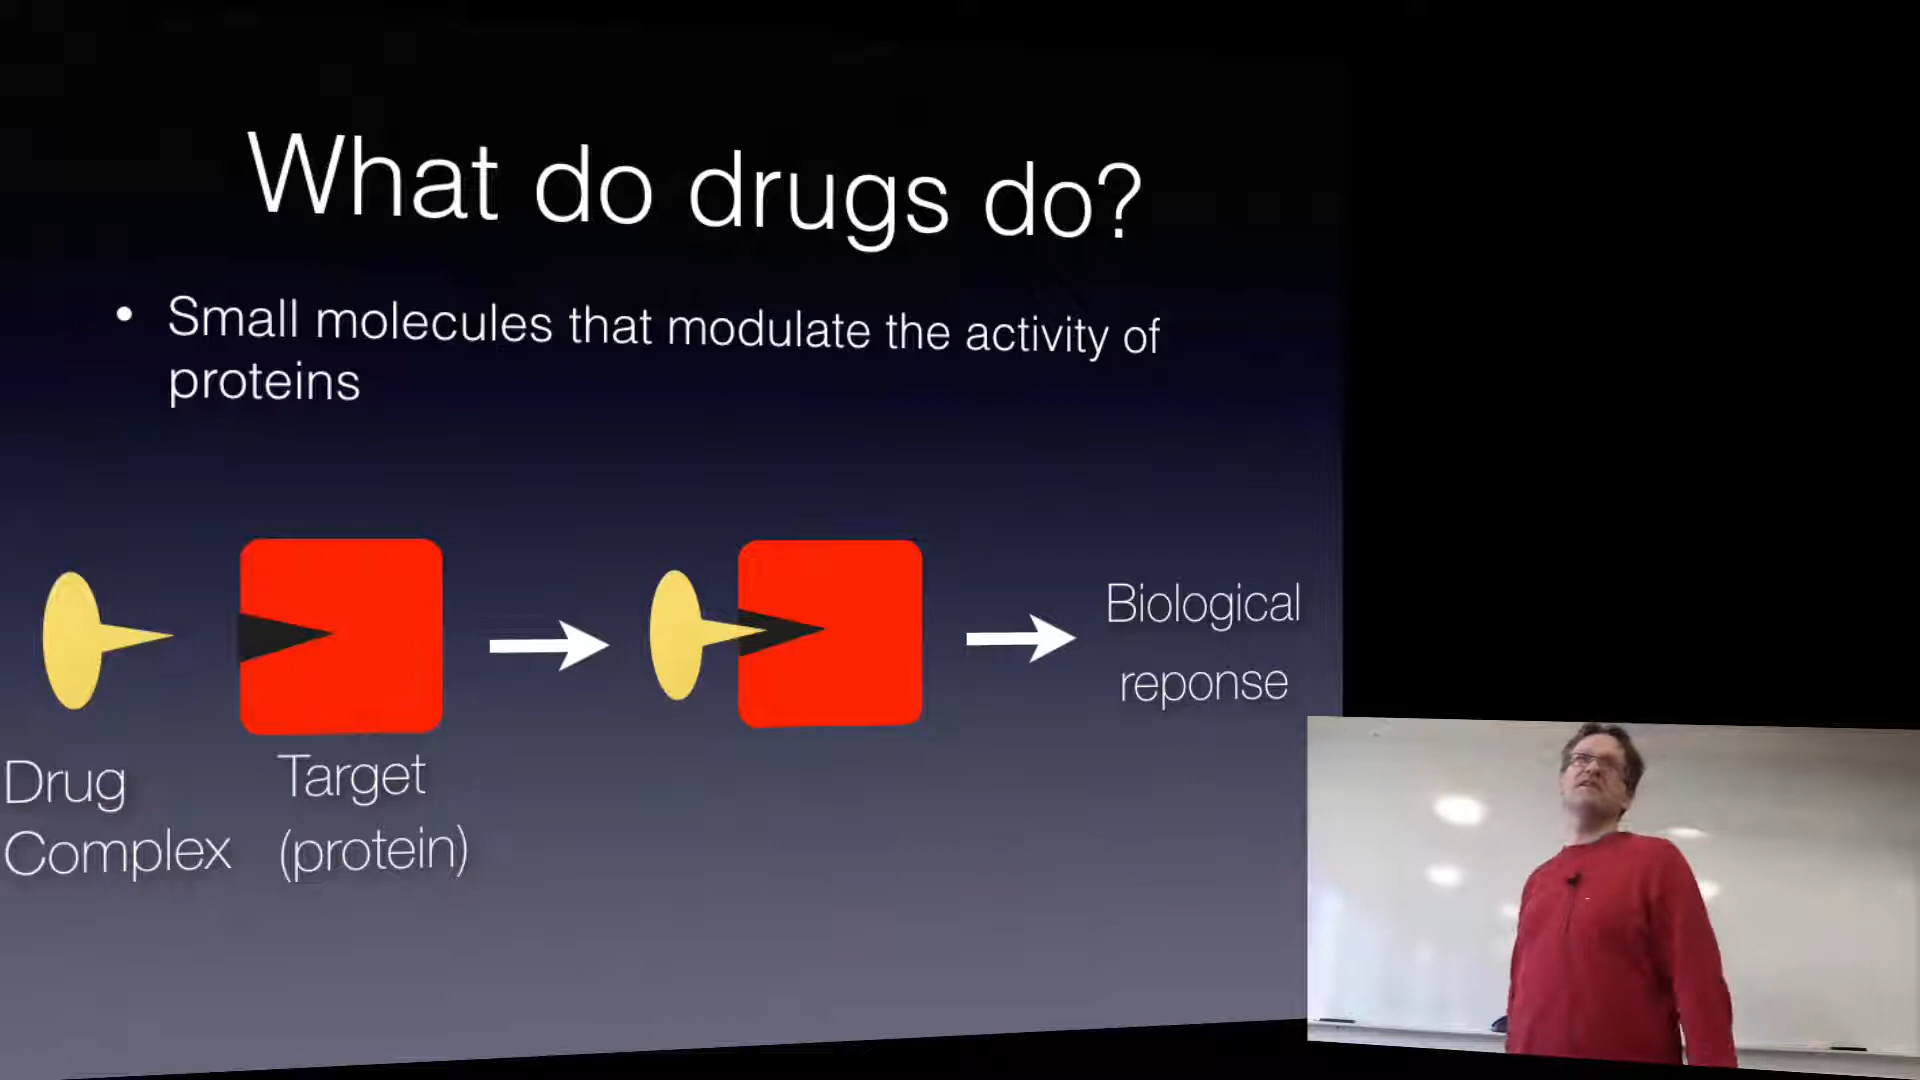 What do drugs do?
• Small molecules that modulate the activity of
proteins
Biological
reponse
Drug
Complex
Target
(protein)